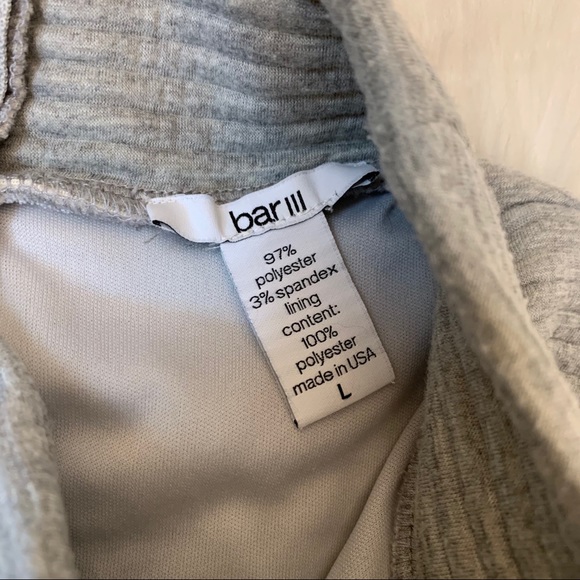 bar III
97%
polyester
3% spandex
lining
content:
100%
polyester
made in USA
L